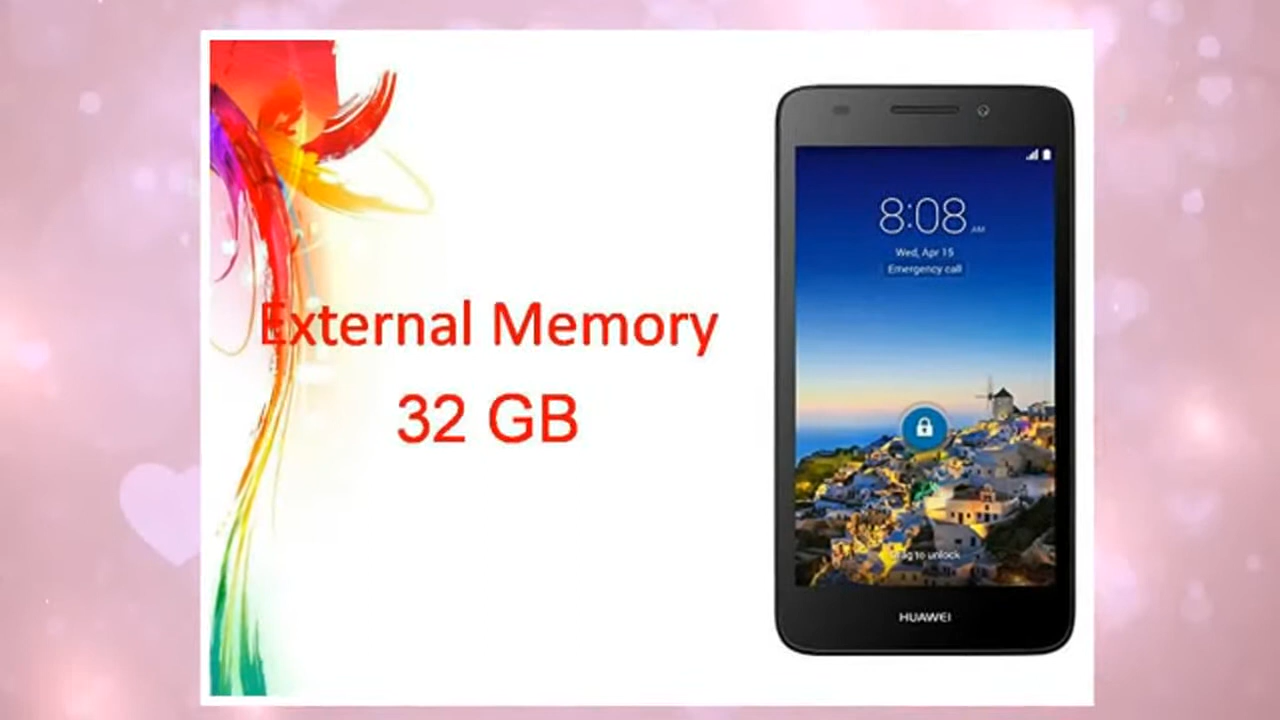 External Memory
32 GB
8:08 AM
Wed, Apr 15
Emergency call
Drag to unlock
HUAWEI